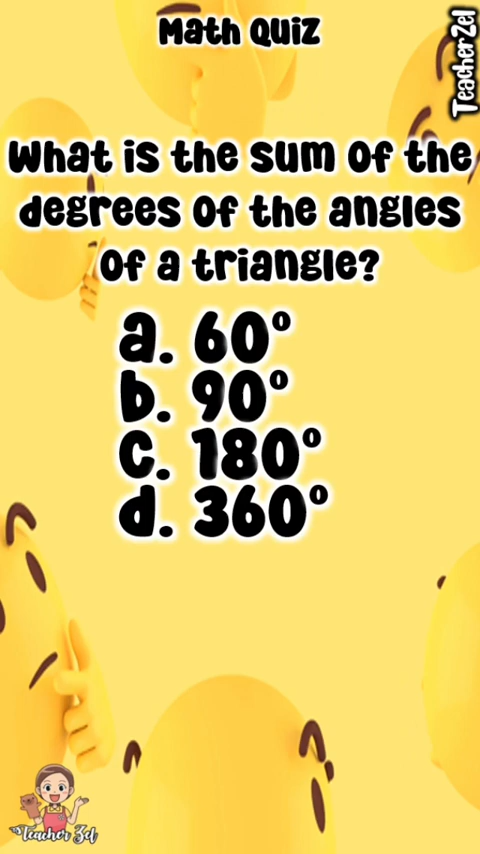 Math Quiz
TeacherZel
What is the sum of the
degrees of the angles
of a triangle?
a. 60°
b. 90°
c. 180°
d. 360°
Teacher Zel